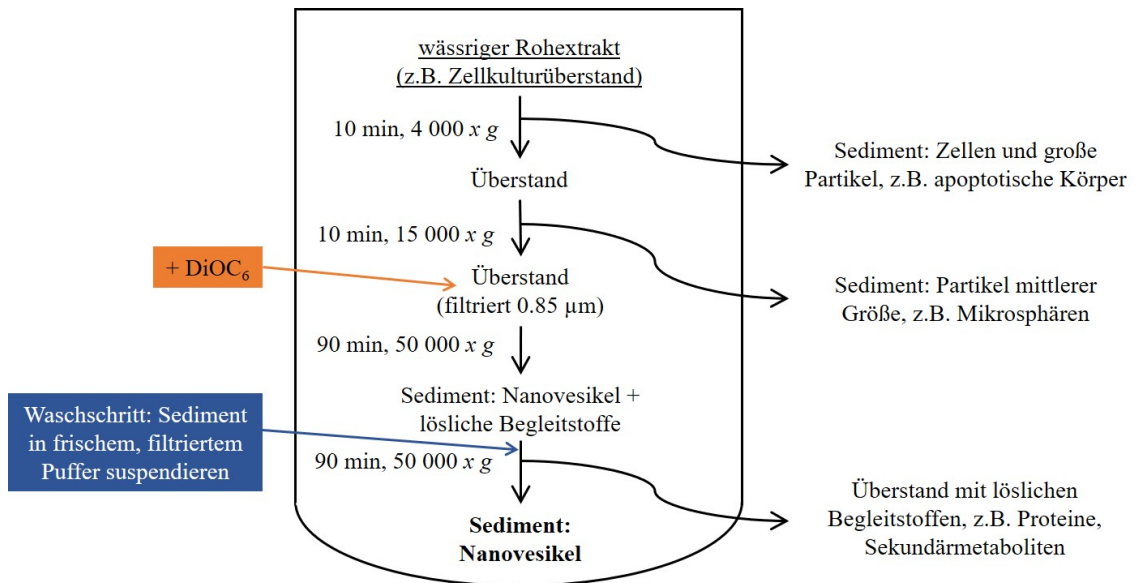 wässriger Rohextrakt
(z.B. Zellkulturüberstand)
10 min, 4 000 x g
Sediment: Zellen und große
Partikel, z.B. apoptotische Körper
Überstand
10 min, 15 000 x g
+ DiOC₆
Überstand
(filtriert 0.85 µm)
Sediment: Partikel mittlerer
Größe, z.B. Mikrosphären
90 min, 50 000 x g
Sediment: Nanovesikel +
lösliche Begleitstoffe
Waschschritt: Sediment
in frischem, filtriertem
Puffer suspendieren
90 min, 50 000 x g
Überstand mit löslichen
Begleitstoffen, z.B. Proteine,
Sekundärmetaboliten
Sediment:
Nanovesikel